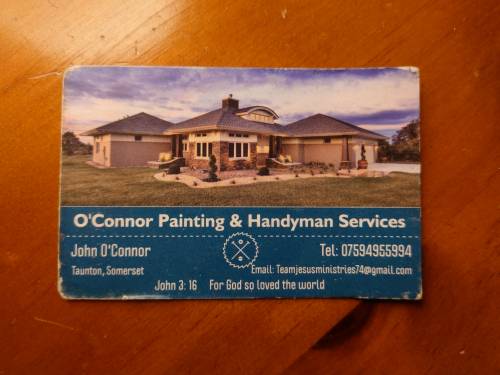 O'Connor Painting & Handyman Services
John O'Connor
Tel: 07594955994
Taunton, Somerset
Email: Teamjesusministries74@gmail.com
John 3: 16 For God so loved the world